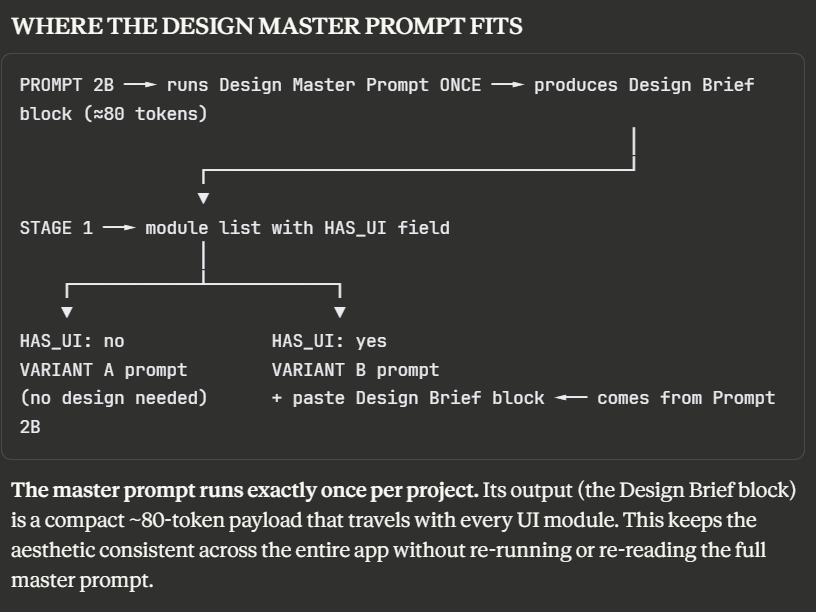 WHERE THE DESIGN MASTER PROMPT FITS
PROMPT 2B ──► runs Design Master Prompt ONCE ──► produces Design Brief
block (≈80 tokens)
STAGE 1 ──► module list with HAS_UI field
HAS_UI: no HAS_UI: yes
VARIANT A prompt VARIANT B prompt
(no design needed) + paste Design Brief block ◄── comes from Prompt
2B
The master prompt runs exactly once per project. Its output (the Design Brief block)
is a compact ~80-token payload that travels with every UI module. This keeps the
aesthetic consistent across the entire app without re-running or re-reading the full
master prompt.